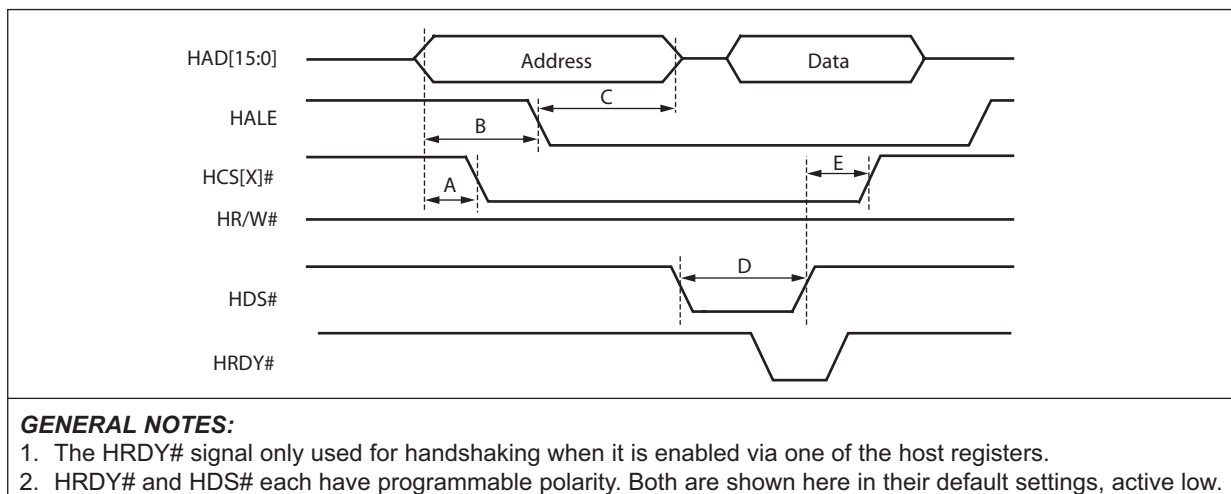 HAD[15:0]
Address
Data
C
HALE
B
E
HCS[X]#
A
HR/W#
D
HDS#
HRDY#
GENERAL NOTES:
1. The HRDY# signal only used for handshaking when it is enabled via one of the host registers.
2. HRDY# and HDS# each have programmable polarity. Both are shown here in their default settings, active low.